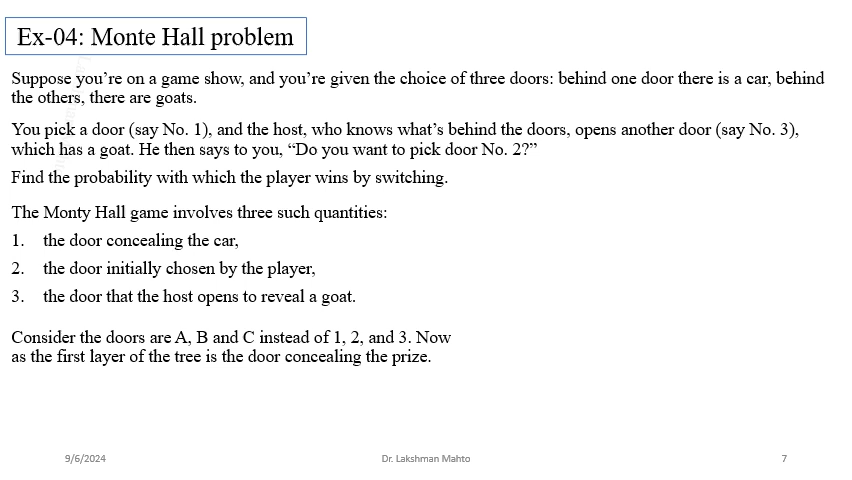 Ex-04: Monte Hall problem
Suppose you’re on a game show, and you’re given the choice of three doors: behind one door there is a car, behind
the others, there are goats.
You pick a door (say No. 1), and the host, who knows what’s behind the doors, opens another door (say No. 3),
which has a goat. He then says to you, “Do you want to pick door No. 2?”
Find the probability with which the player wins by switching.
The Monty Hall game involves three such quantities:
1. the door concealing the car,
2. the door initially chosen by the player,
3. the door that the host opens to reveal a goat.
Consider the doors are A, B and C instead of 1, 2, and 3. Now
as the first layer of the tree is the door concealing the prize.
9/6/2024
Dr. Lakshman Mahto
7